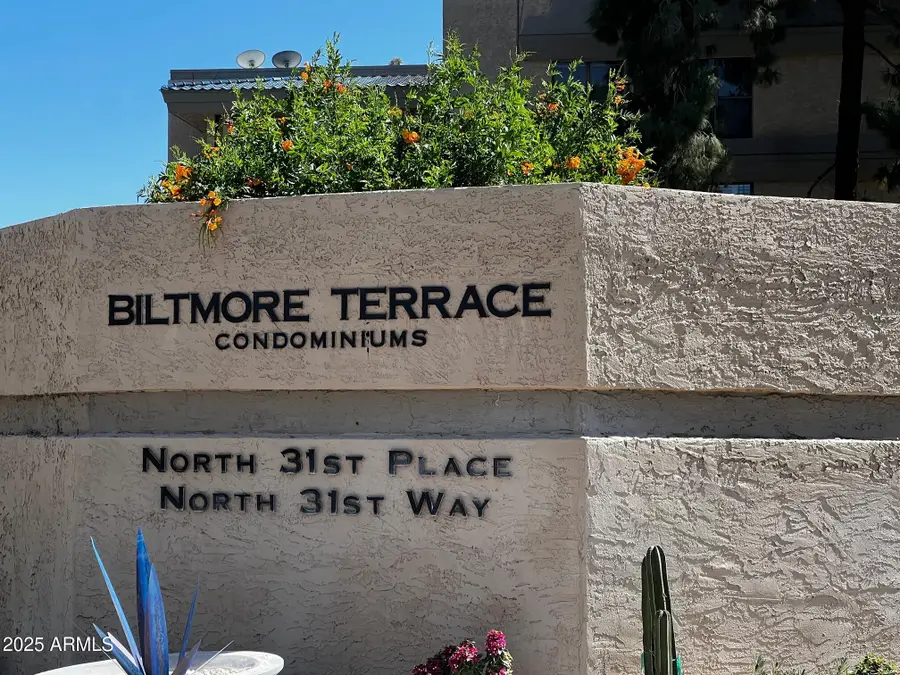 BILTMORE TERRACE
CONDOMINIUMS
NORTH 31ST PLACE
NORTH 31ST WAY
2025 ARMLS